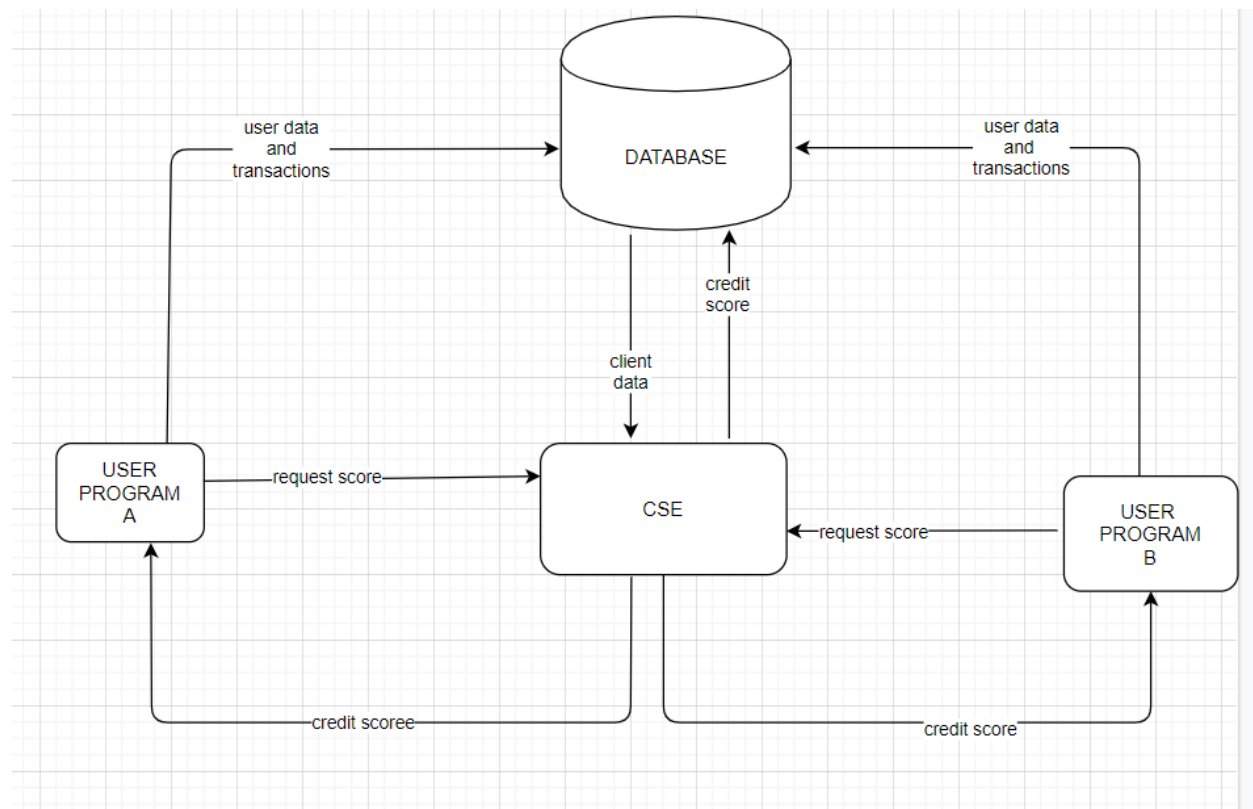 user data
and
transactions
DATABASE
user data
and
transactions
credit
score
client
data
USER
PROGRAM
A
request score
CSE
request score
USER
PROGRAM
B
credit scoree
credit score